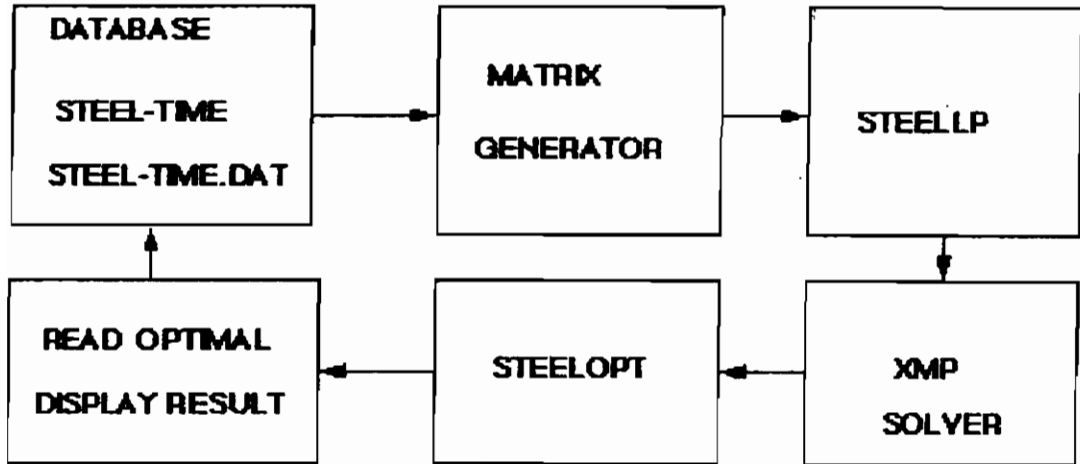 DATABASE
STEEL-TIME
STEEL-TIME.DAT
MATRIX
GENERATOR
STEELLP
READ OPTIMAL
DISPLAY RESULT
STEELOPT
XMP
SOLVER